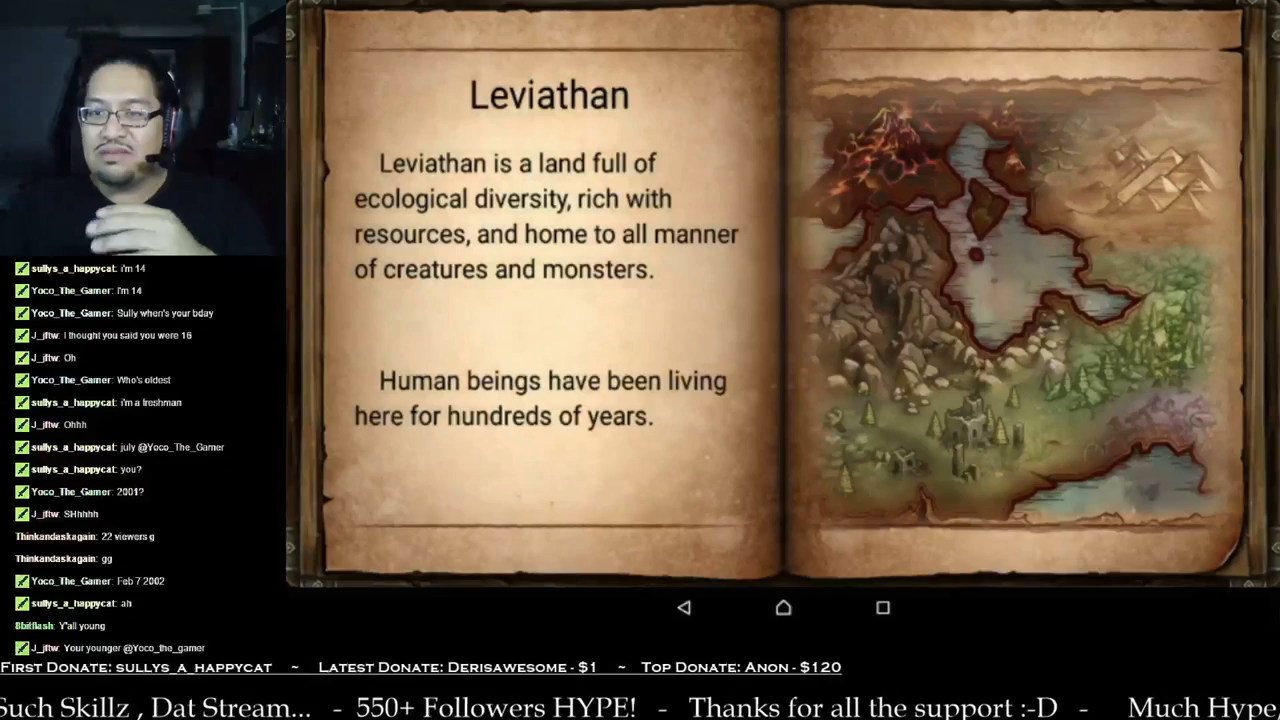 Leviathan
Leviathan is a land full of
ecological diversity, rich with
resources, and home to all manner
of creatures and monsters.
Human beings have been living
here for hundreds of years.
sullys_a_happycat: i'm 14
Yoco_The_Gamer: i'm 14
Yoco_The_Gamer: Sully when's your bday
J_jftw: I thought you said you were 16
J_jftw: Oh
Yoco_The_Gamer: Who's oldest
sullys_a_happycat: i'm a freshman
J_jftw: Ohhh
sullys_a_happycat: july @Yoco_The_Gamer
sullys_a_happycat: you?
Yoco_The_Gamer: 2001?
J_jftw: SHhhhh
Thinkandaskagain: 22 viewers g
Thinkandaskagain: gg
Yoco_The_Gamer: Feb 7 2002
sullys_a_happycat: ah
8bitflash: Y'all young
J_jftw: Your younger @Yoco_the_gamer
First Donate: sullys_a_happycat ~ Latest Donate: Derisawesome - $1 ~ Top Donate: Anon - $120
Such Skillz , Dat Stream... - 550+ Followers HYPE! - Thanks for all the support :-D - Much Hype